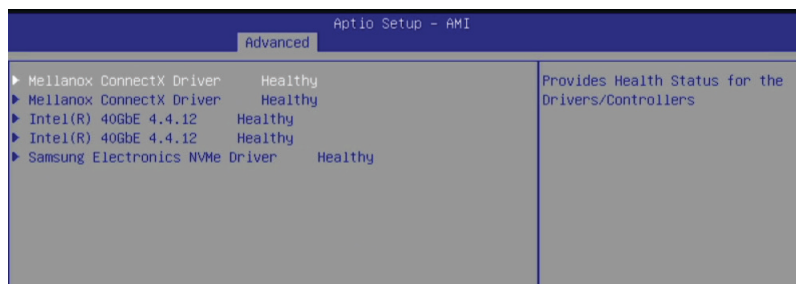 Aptio Setup - AMI
Advanced
Mellanox ConnectX Driver Healthy
Mellanox ConnectX Driver Healthy
Intel(R) 40GbE 4.4.12 Healthy
Intel(R) 40GbE 4.4.12 Healthy
Samsung Electronics NVMe Driver Healthy
Provides Health Status for the
Drivers/Controllers